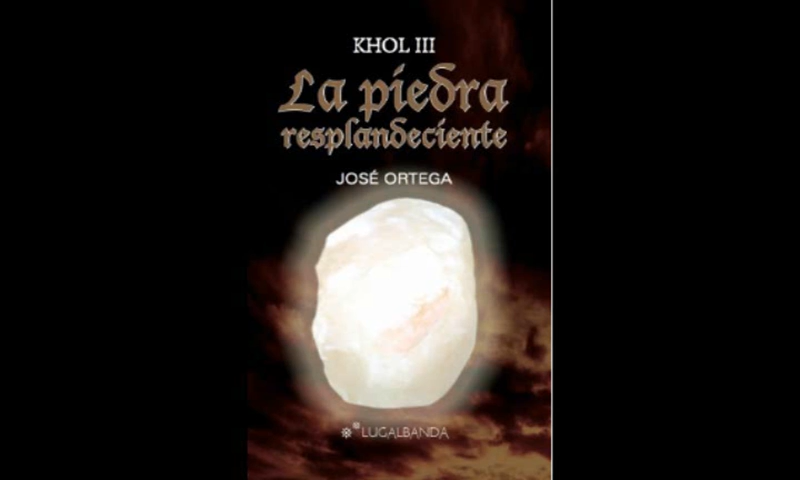 KHOL III
La piedra
resplandeciente
JOSÉ ORTEGA
LUGALBANDA